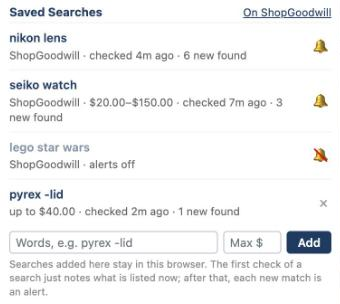 Saved Searches
On ShopGoodwill
nikon lens
ShopGoodwill · checked 4m ago · 6 new found
seiko watch
ShopGoodwill · $20.00–$150.00 · checked 7m ago · 3
new found
lego star wars
ShopGoodwill · alerts off
pyrex -lid
up to $40.00 · checked 2m ago · 1 new found
×
Words, e.g. pyrex -lid
Max $
Add
Searches added here stay in this browser. The first check of a
search just notes what is listed now; after that, each new match is
an alert.